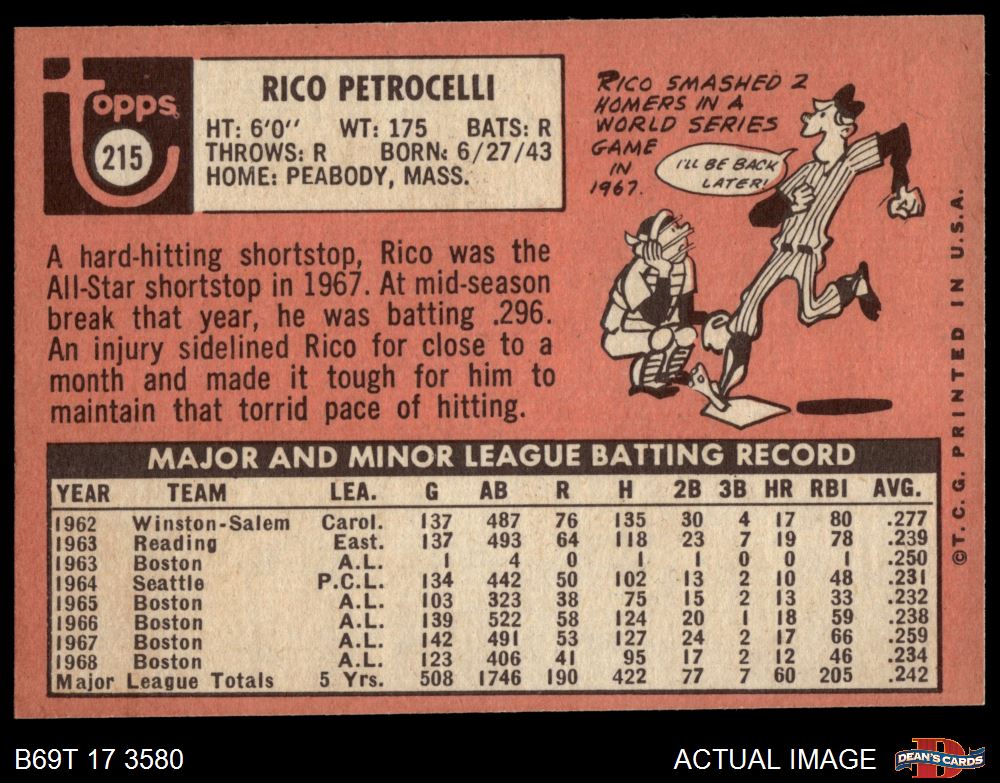 Topps
215
RICO PETROCELLI
HT: 6'0" WT: 175 BATS: R
THROWS: R BORN: 6/27/43
HOME: PEABODY, MASS.
RICO SMASHED 2
HOMERS IN A
WORLD SERIES
GAME
IN
1967.
I'LL BE BACK
LATER!
A hard-hitting shortstop, Rico was the
All-Star shortstop in 1967. At mid-season
break that year, he was batting .296.
An injury sidelined Rico for close to a
month and made it tough for him to
maintain that torrid pace of hitting.
MAJOR AND MINOR LEAGUE BATTING RECORD
YEAR TEAM LEA. G AB R H 2B 3B HR RBI AVG.
1962 Winston-Salem Carol. 137 487 76 135 30 4 17 80 .277
1963 Reading East. 137 493 64 118 23 7 19 78 .239
1963 Boston A.L. 1 4 0 1 1 0 0 1 .250
1964 Seattle P.C.L. 134 442 50 102 13 2 10 48 .231
1965 Boston A.L. 103 323 38 75 15 2 13 33 .232
1966 Boston A.L. 139 522 58 124 20 1 18 59 .238
1967 Boston A.L. 142 491 53 127 24 2 17 66 .259
1968 Boston A.L. 123 406 41 95 17 2 12 46 .234
Major League Totals 5 Yrs. 508 1746 190 422 77 7 60 205 .242
©T.C.G. PRINTED IN U.S.A.
B69T 17 3580
ACTUAL IMAGE
D
DEAN'S CARDS